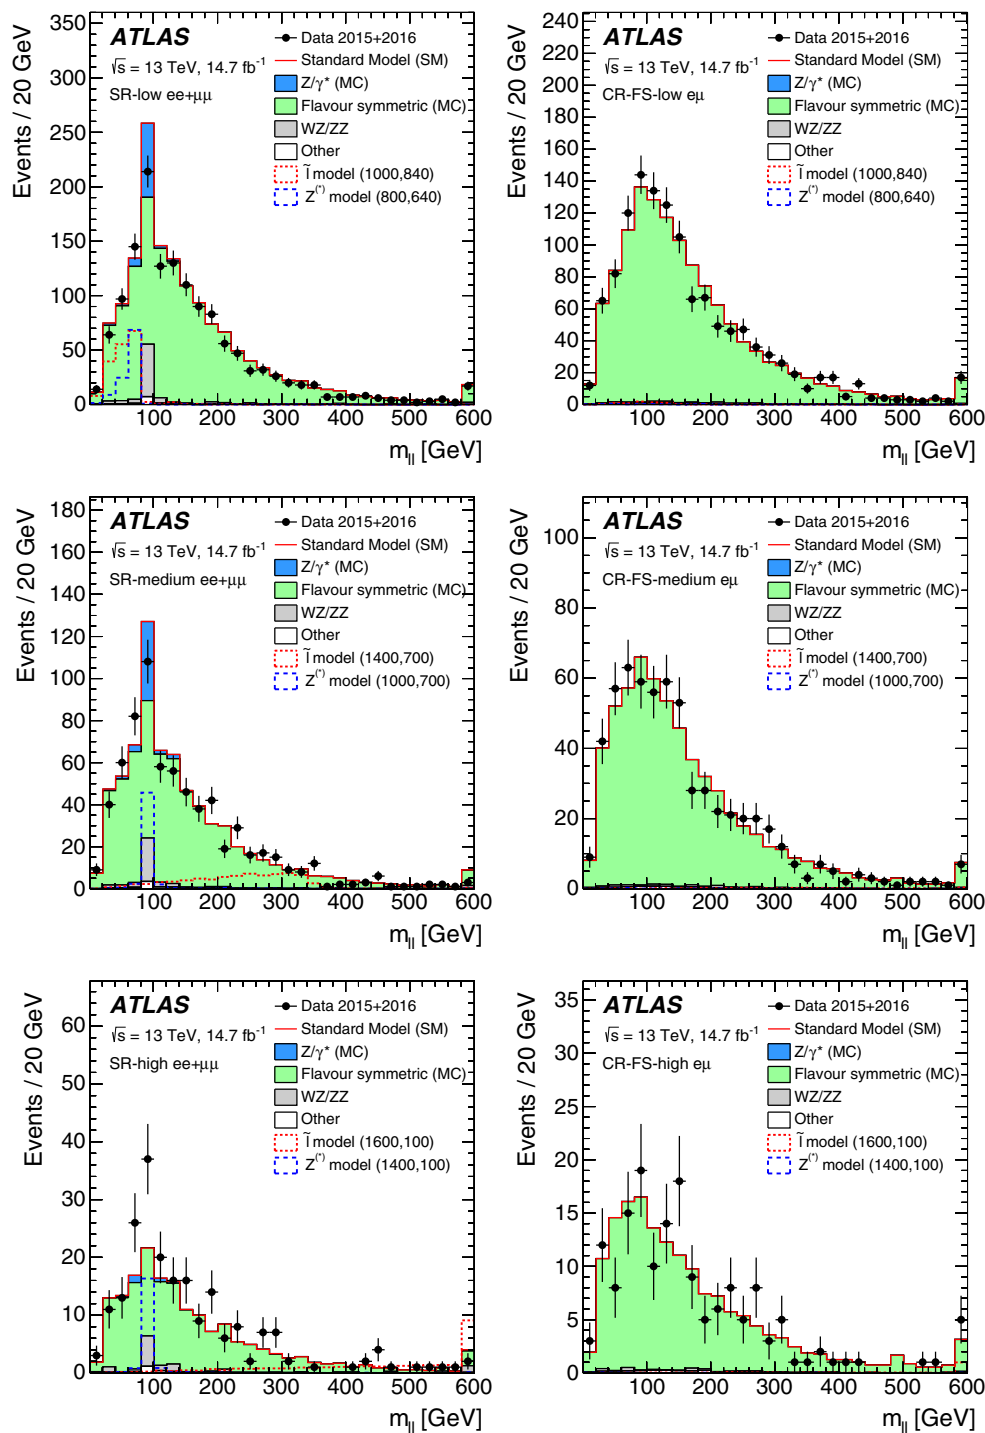 Events / 20 GeV
350
300
250
200
150
100
50
0
ATLAS
√s = 13 TeV, 14.7 fb⁻¹
SR-low ee+μμ
Data 2015+2016
Standard Model (SM)
Z/γ* (MC)
Flavour symmetric (MC)
WZ/ZZ
Other
l̃ model (1000,840)
Z⁽*⁾ model (800,640)
100 200 300 400 500 600
m_ll [GeV]
Events / 20 GeV
240
220
200
180
160
140
120
100
80
60
40
20
0
ATLAS
√s = 13 TeV, 14.7 fb⁻¹
CR-FS-low eμ
Data 2015+2016
Standard Model (SM)
Z/γ* (MC)
Flavour symmetric (MC)
WZ/ZZ
Other
l̃ model (1000,840)
Z⁽*⁾ model (800,640)
100 200 300 400 500 600
m_ll [GeV]
Events / 20 GeV
180
160
140
120
100
80
60
40
20
0
ATLAS
√s = 13 TeV, 14.7 fb⁻¹
SR-medium ee+μμ
Data 2015+2016
Standard Model (SM)
Z/γ* (MC)
Flavour symmetric (MC)
WZ/ZZ
Other
l̃ model (1400,700)
Z⁽*⁾ model (1000,700)
100 200 300 400 500 600
m_ll [GeV]
Events / 20 GeV
100
80
60
40
20
0
ATLAS
√s = 13 TeV, 14.7 fb⁻¹
CR-FS-medium eμ
Data 2015+2016
Standard Model (SM)
Z/γ* (MC)
Flavour symmetric (MC)
WZ/ZZ
Other
l̃ model (1400,700)
Z⁽*⁾ model (1000,700)
100 200 300 400 500 600
m_ll [GeV]
Events / 20 GeV
60
50
40
30
20
10
0
ATLAS
√s = 13 TeV, 14.7 fb⁻¹
SR-high ee+μμ
Data 2015+2016
Standard Model (SM)
Z/γ* (MC)
Flavour symmetric (MC)
WZ/ZZ
Other
l̃ model (1600,100)
Z⁽*⁾ model (1400,100)
100 200 300 400 500 600
m_ll [GeV]
Events / 20 GeV
35
30
25
20
15
10
5
0
ATLAS
√s = 13 TeV, 14.7 fb⁻¹
CR-FS-high eμ
Data 2015+2016
Standard Model (SM)
Z/γ* (MC)
Flavour symmetric (MC)
WZ/ZZ
Other
l̃ model (1600,100)
Z⁽*⁾ model (1400,100)
100 200 300 400 500 600
m_ll [GeV]